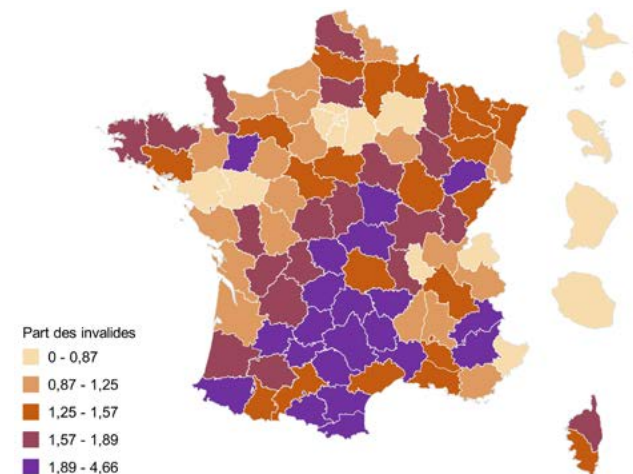 Part des invalides
0 - 0,87
0,87 - 1,25
1,25 - 1,57
1,57 - 1,89
1,89 - 4,66